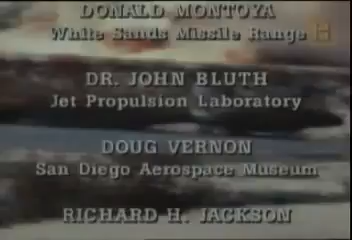 DONALD MONTOYA
White Sands Missile Range
DR. JOHN BLUTH
Jet Propulsion Laboratory
DOUG VERNON
San Diego Aerospace Museum
RICHARD H. JACKSON
H